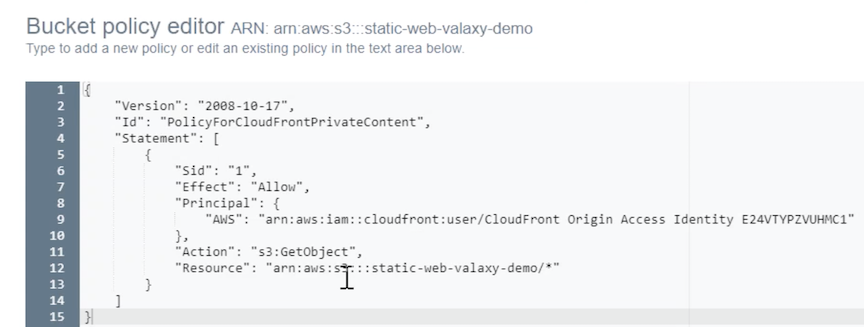 Bucket policy editor ARN: arn:aws:s3:::static-web-valaxy-demo
Type to add a new policy or edit an existing policy in the text area below.
1 {
2 "Version": "2008-10-17",
3 "Id": "PolicyForCloudFrontPrivateContent",
4 "Statement": [
5 {
6 "Sid": "1",
7 "Effect": "Allow",
8 "Principal": {
9 "AWS": "arn:aws:iam::cloudfront:user/CloudFront Origin Access Identity E24VTYPZVUHMC1"
10 },
11 "Action": "s3:GetObject",
12 "Resource": "arn:aws:s3:::static-web-valaxy-demo/*"
13 }
14 ]
15 }